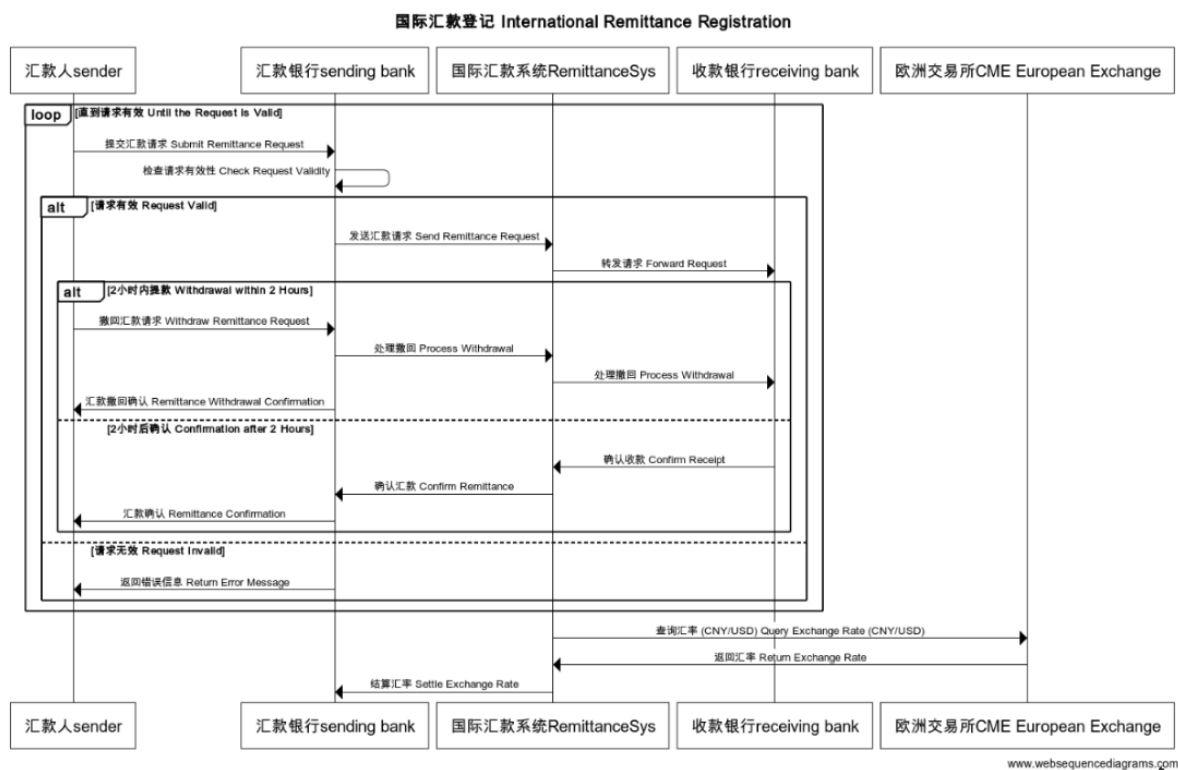 国际汇款登记 International Remittance Registration
汇款人sender
汇款银行sending bank
国际汇款系统RemittanceSys
收款银行receiving bank
欧洲交易所CME European Exchange
loop
[直到请求有效 Until the Request is Valid]
提交汇款请求 Submit Remittance Request
检查请求有效性 Check Request Validity
alt
[请求有效 Request Valid]
发送汇款请求 Send Remittance Request
转发请求 Forward Request
alt
[2小时内提款 Withdrawal within 2 Hours]
撤回汇款请求 Withdraw Remittance Request
处理撤回 Process Withdrawal
处理撤回 Process Withdrawal
汇款撤回确认 Remittance Withdrawal Confirmation
[2小时后确认 Confirmation after 2 Hours]
确认收款 Confirm Receipt
确认汇款 Confirm Remittance
汇款确认 Remittance Confirmation
[请求无效 Request Invalid]
返回错误信息 Return Error Message
查询汇率 (CNY/USD) Query Exchange Rate (CNY/USD)
返回汇率 Return Exchange Rate
结算汇率 Settle Exchange Rate
汇款人sender
汇款银行sending bank
国际汇款系统RemittanceSys
收款银行receiving bank
欧洲交易所CME European Exchange
www.websequencediagrams.com